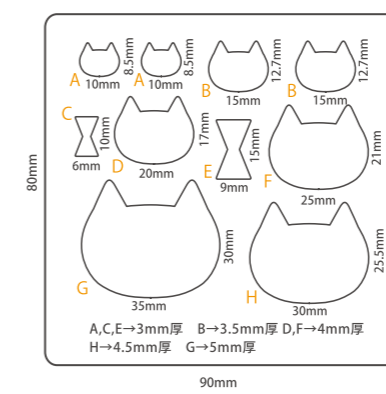 A 10mm 8.5mm A 10mm 8.5mm B 15mm 12.7mm B 15mm 12.7mm
C 6mm 10mm D 20mm 17mm E 9mm 15mm F 25mm 21mm
80mm
G 35mm 30mm H 30mm 25.5mm
A,C,E→3mm厚 B→3.5mm厚 D,F→4mm厚
H→4.5mm厚 G→5mm厚
90mm